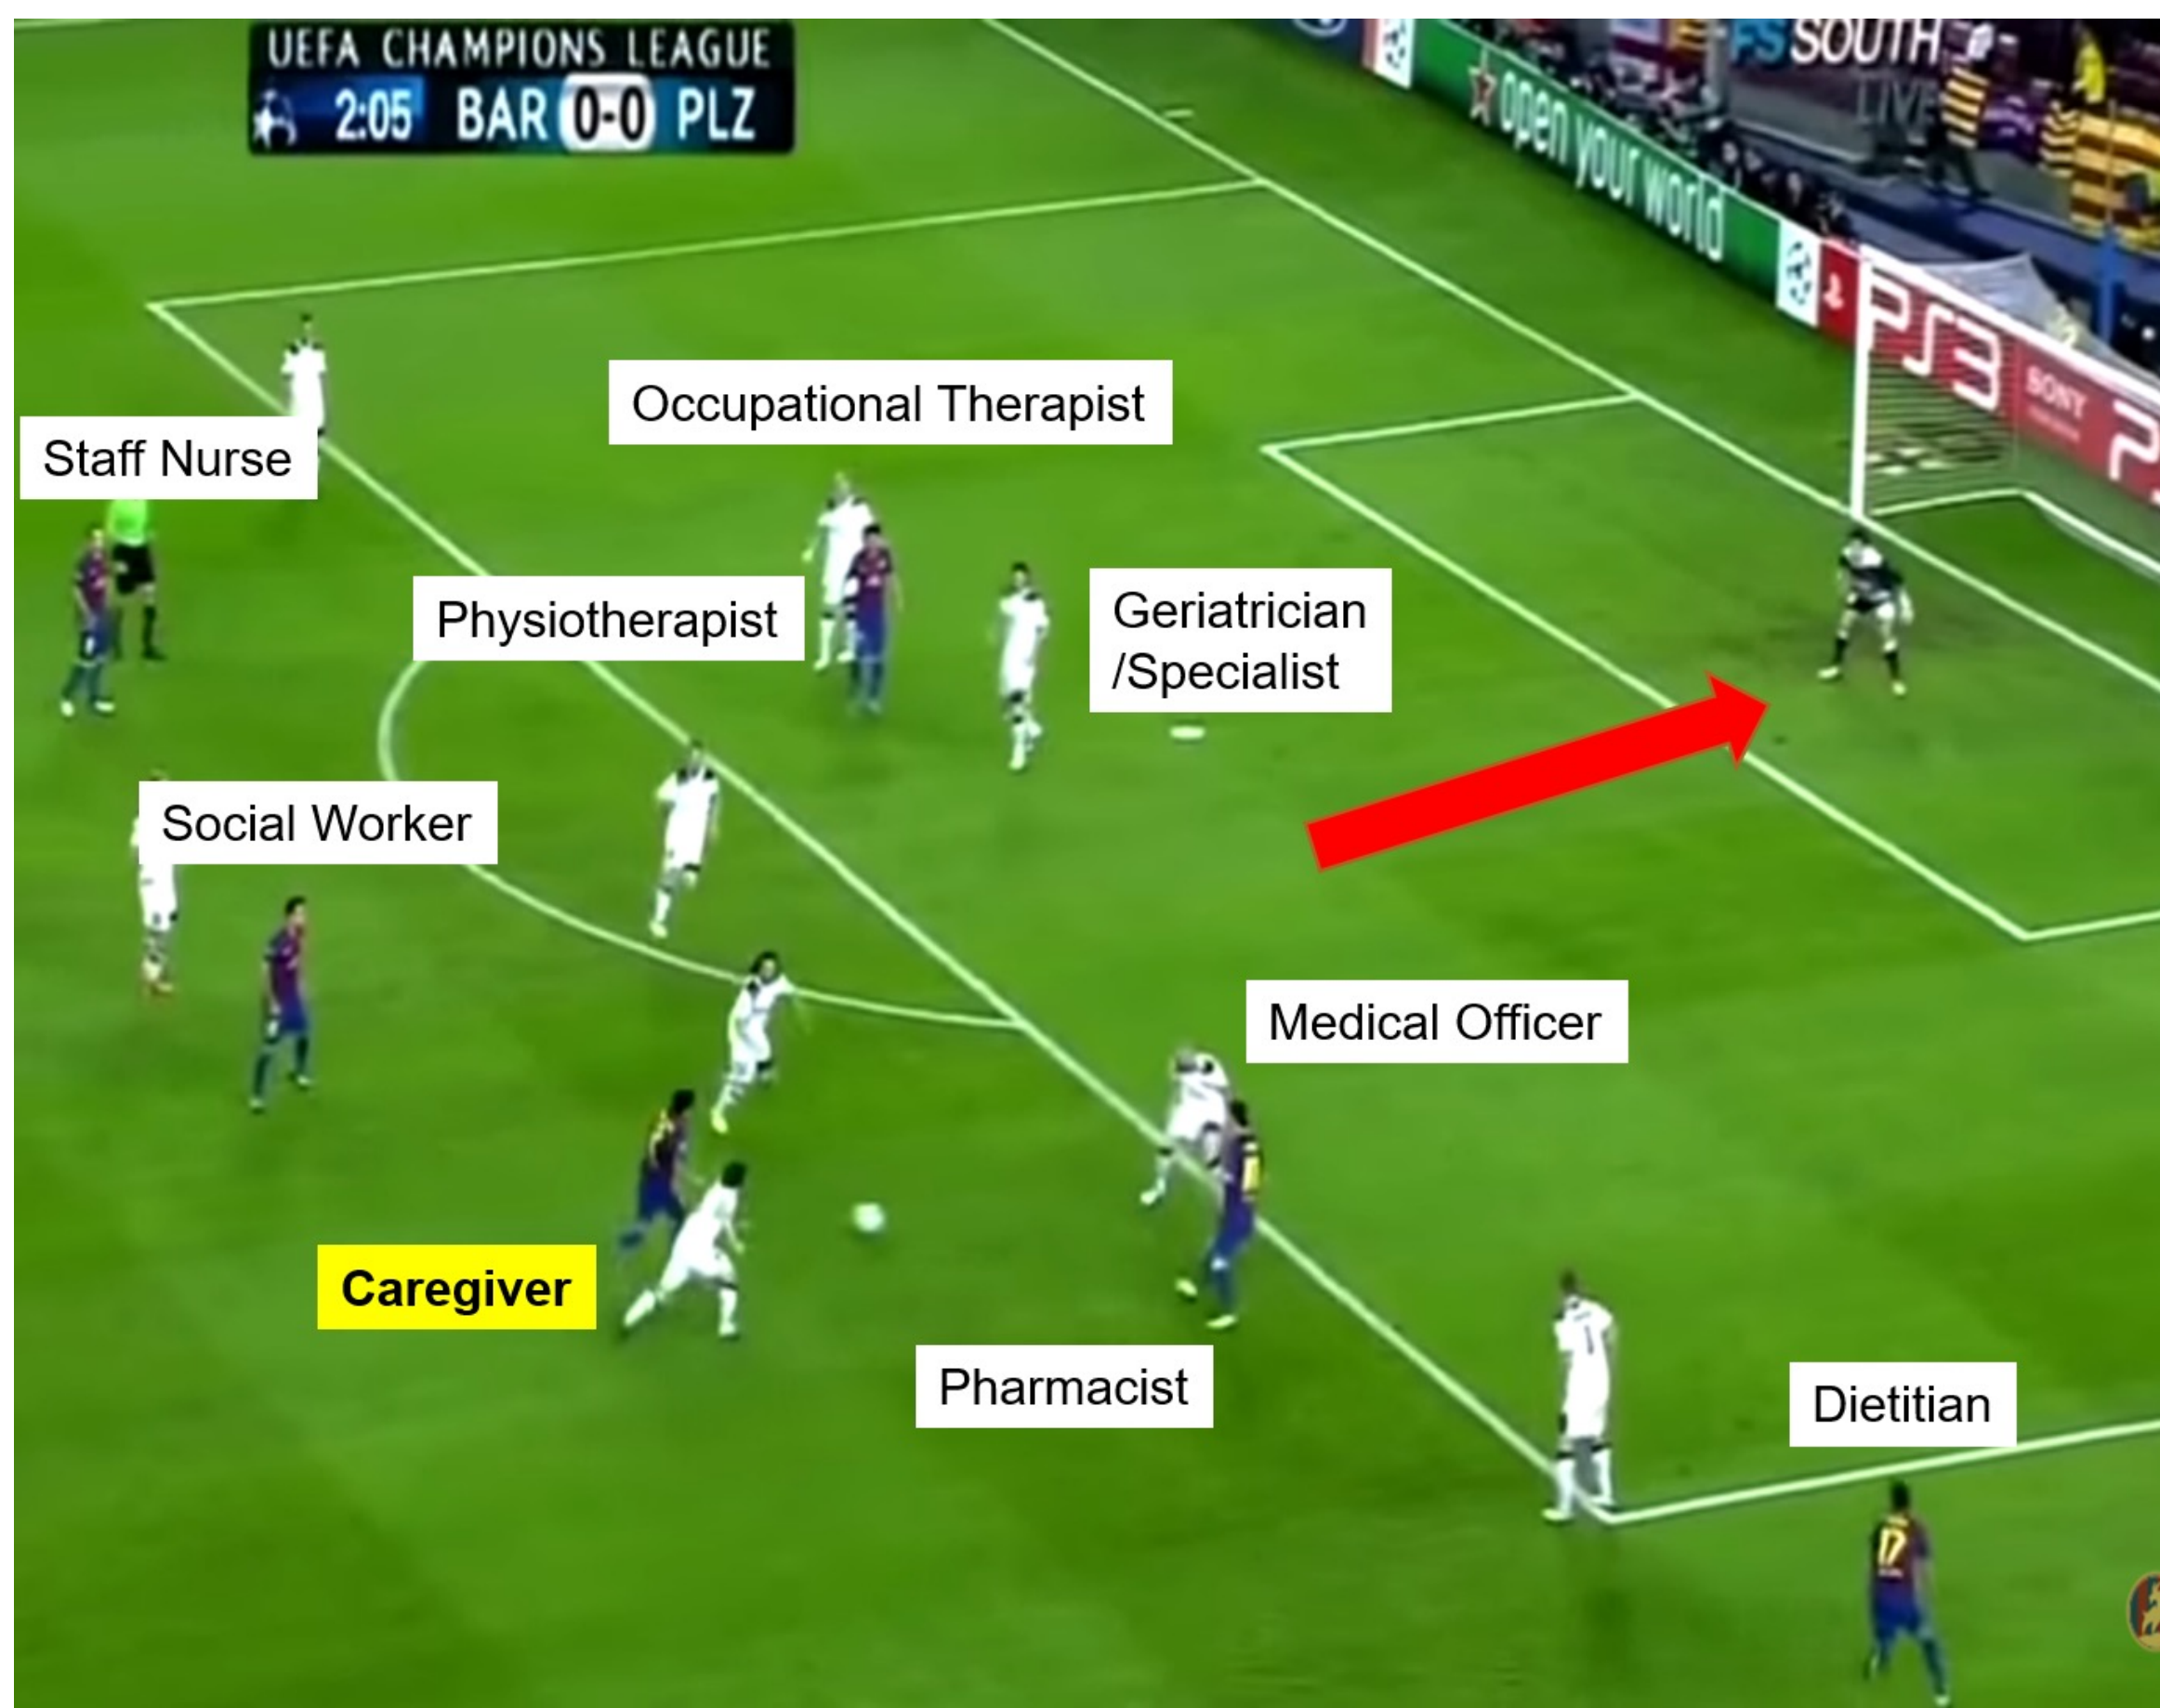 UEFA CHAMPIONS LEAGUE
2:05 BAR 0-0 PLZ
FS SOUTH
LIVE
open your world
PS3
SONY
Occupational Therapist
Staff Nurse
Physiotherapist
Geriatrician
/Specialist
Social Worker
Medical Officer
Caregiver
Pharmacist
Dietitian
17